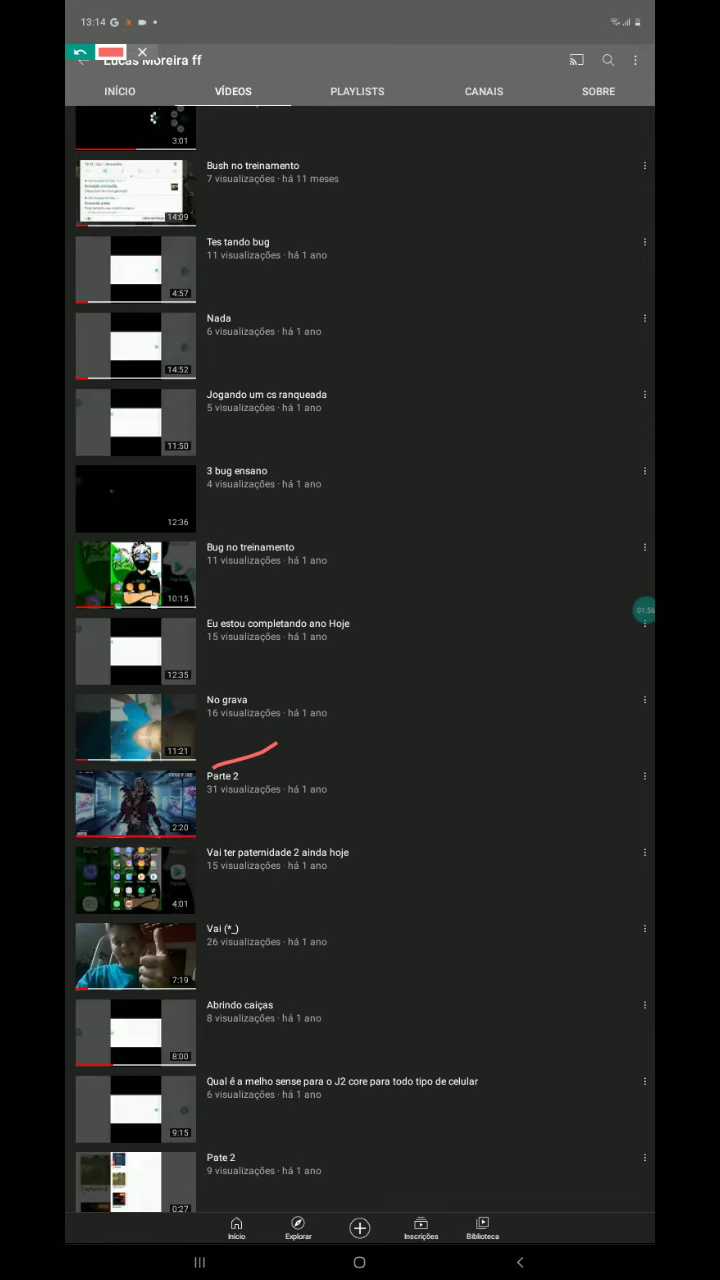 13:14
Lucas Moreira ff
INÍCIO
VÍDEOS
PLAYLISTS
CANAIS
SOBRE
3:01
Bush no treinamento
7 visualizações · há 11 meses
14:09
Tes tando bug
11 visualizações · há 1 ano
4:57
Nada
6 visualizações · há 1 ano
14:52
Jogando um cs ranqueada
5 visualizações · há 1 ano
11:50
3 bug ensano
4 visualizações · há 1 ano
12:36
Bug no treinamento
11 visualizações · há 1 ano
10:15
01:56
Eu estou completando ano Hoje
15 visualizações · há 1 ano
12:35
No grava
16 visualizações · há 1 ano
11:21
Parte 2
31 visualizações · há 1 ano
2:20
Vai ter paternidade 2 ainda hoje
15 visualizações · há 1 ano
4:01
Vai (*_)
26 visualizações · há 1 ano
7:19
Abrindo caiças
8 visualizações · há 1 ano
8:00
Qual ê a melho sense para o J2 core para todo tipo de celular
6 visualizações · há 1 ano
9:15
Pate 2
9 visualizações · há 1 ano
0:27
Início
Explorar
Inscrições
Biblioteca